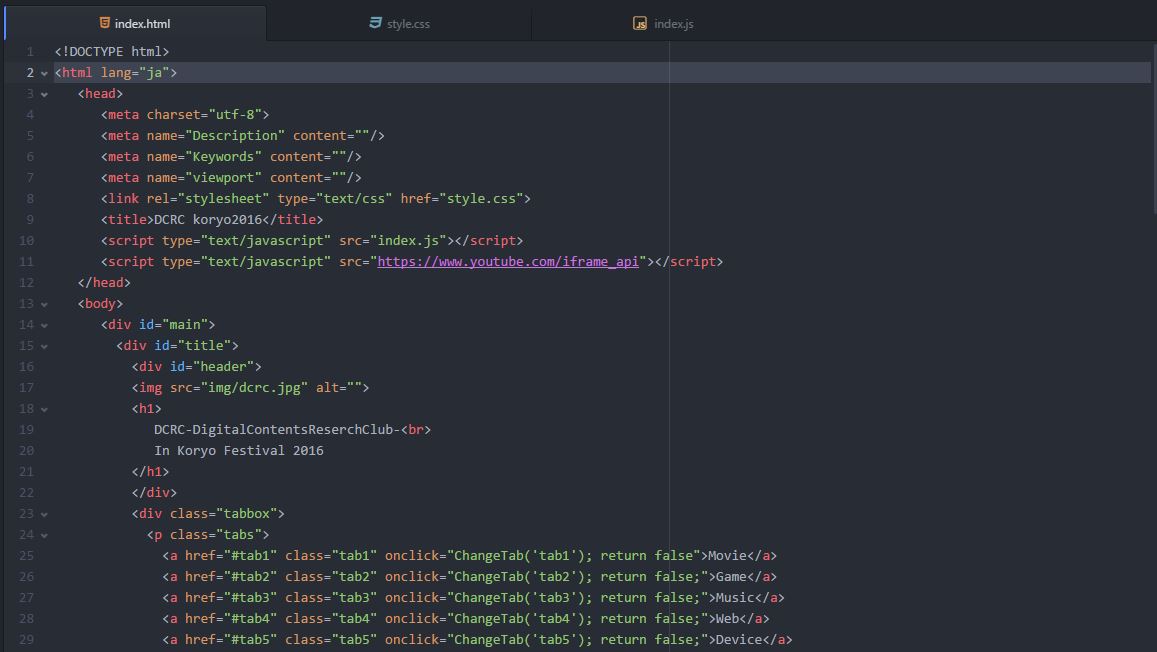 index.html style.css index.js
1 <!DOCTYPE html>
2 <html lang="ja">
3 <head>
4 <meta charset="utf-8">
5 <meta name="Description" content=""/>
6 <meta name="Keywords" content=""/>
7 <meta name="viewport" content=""/>
8 <link rel="stylesheet" type="text/css" href="style.css">
9 <title>DCRC koryo2016</title>
10 <script type="text/javascript" src="index.js"></script>
11 <script type="text/javascript" src="https://www.youtube.com/iframe_api"></script>
12 </head>
13 <body>
14 <div id="main">
15 <div id="title">
16 <div id="header">
17 <img src="img/dcrc.jpg" alt="">
18 <h1>
19 DCRC-DigitalContentsReserchClub-<br>
20 In Koryo Festival 2016
21 </h1>
22 </div>
23 <div class="tabbox">
24 <p class="tabs">
25 <a href="#tab1" class="tab1" onclick="ChangeTab('tab1'); return false">Movie</a>
26 <a href="#tab2" class="tab2" onclick="ChangeTab('tab2'); return false;">Game</a>
27 <a href="#tab3" class="tab3" onclick="ChangeTab('tab3'); return false;">Music</a>
28 <a href="#tab4" class="tab4" onclick="ChangeTab('tab4'); return false;">Web</a>
29 <a href="#tab5" class="tab5" onclick="ChangeTab('tab5'); return false;">Device</a>